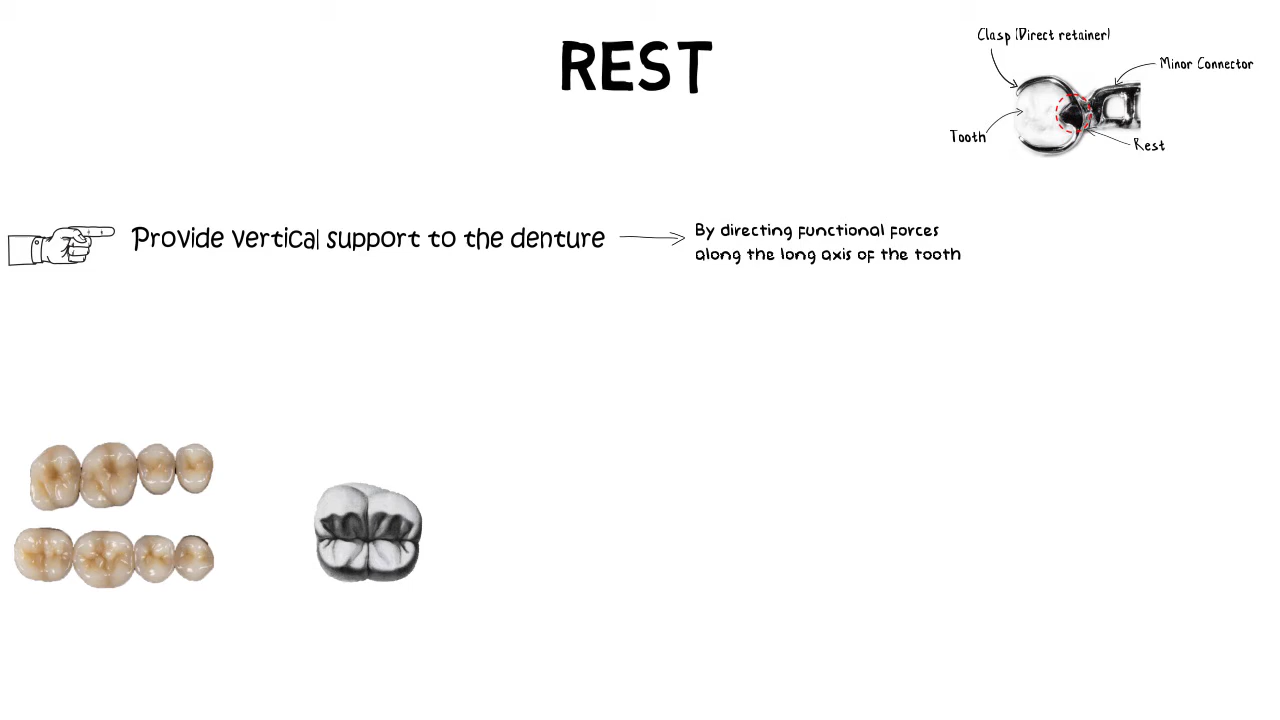 REST
Clasp (Direct retainer)
Minor Connector
Tooth
Rest
Provide vertical support to the denture
By directing functional forces
along the long axis of the tooth